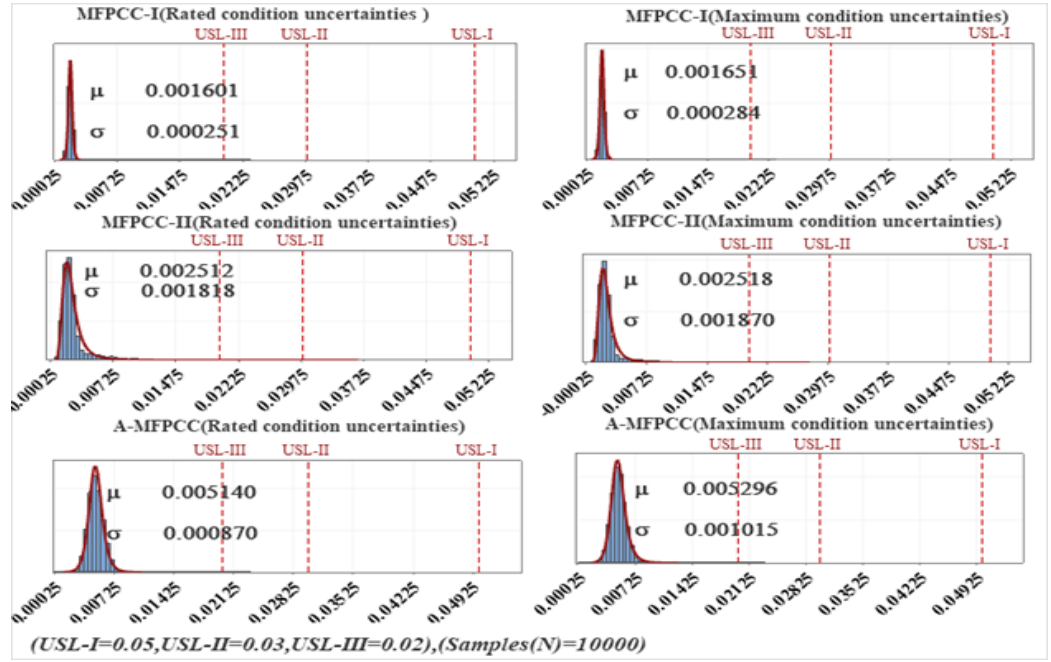 MFPCC-I(Rated condition uncertainties )
USL-III USL-II USL-I
μ 0.001601
σ 0.000251
0.00025 0.00725 0.01475 0.02225 0.02975 0.03725 0.04475 0.05225
MFPCC-I(Maximum condition uncertainties)
USL-III USL-II USL-I
μ 0.001651
σ 0.000284
0.00025 0.00725 0.01475 0.02225 0.02975 0.03725 0.04475 0.05225
MFPCC-II(Rated condition uncertainties)
USL-III USL-II USL-I
μ 0.002512
σ 0.001818
0.00025 0.00725 0.01475 0.02225 0.02975 0.03725 0.04475 0.05225
MFPCC-II(Maximum condition uncertainties)
USL-III USL-II USL-I
μ 0.002518
σ 0.001870
-0.00025 0.00725 0.01475 0.02225 0.02975 0.03725 0.04475 0.05225
A-MFPCC(Rated condition uncertainties)
USL-III USL-II USL-I
μ 0.005140
σ 0.000870
0.00025 0.00725 0.01425 0.02125 0.02825 0.03525 0.04225 0.04925
A-MFPCC(Maximum condition uncertainties)
USL-III USL-II USL-I
μ 0.005296
σ 0.001015
0.00025 0.00725 0.01425 0.02125 0.02825 0.03525 0.04225 0.04925
(USL-I=0.05,USL-II=0.03,USL-III=0.02),(Samples(N)=10000)